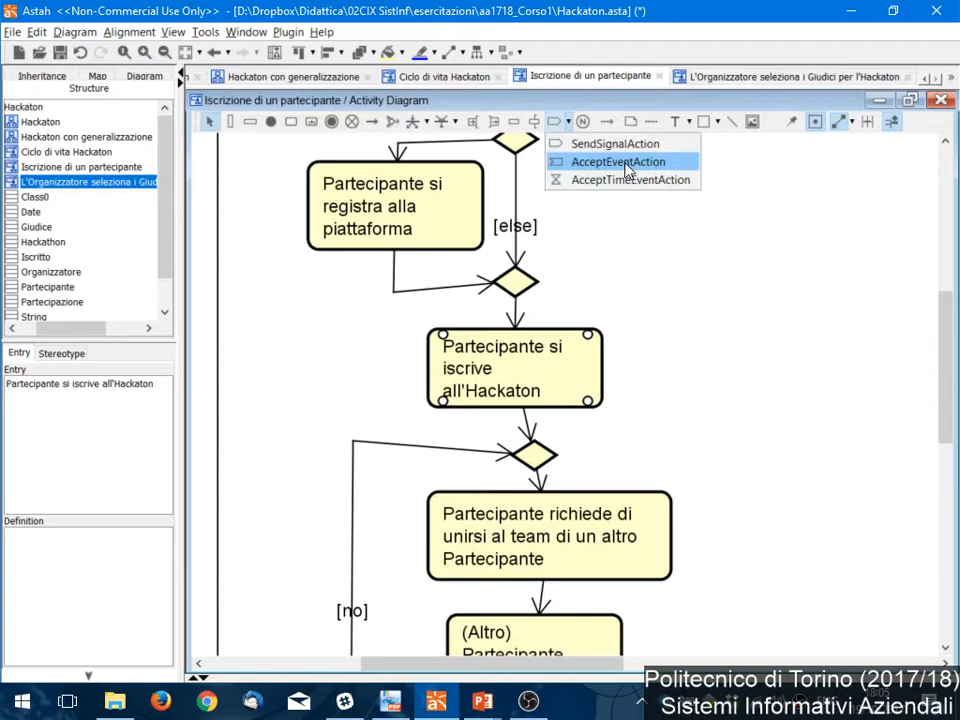 Astah <<Non-Commercial Use Only>> - [D:\Dropbox\Didattica\02CIX SistInf\esercitazioni\aa1718_Corso1\Hackaton.asta] (*)
File Edit Diagram Alignment View Tools Window Plugin Help
Inheritance Map Diagram
Structure
Hackaton con generalizzazione
Ciclo di vita Hackaton
Iscrizione di un partecipante
L'Organizzatore seleziona i Giudici per l'Hackaton
Hackaton
Hackaton
Hackaton con generalizzazione
Ciclo di vita Hackaton
Iscrizione di un partecipante
L'Organizzatore seleziona i Giud
Class0
Date
Giudice
Hackathon
Iscritto
Organizzatore
Partecipante
Partecipazione
String
Entry Stereotype
Entry
Partecipante si iscrive all'Hackaton
Definition
Iscrizione di un partecipante / Activity Diagram
SendSignalAction
AcceptEventAction
AcceptTimeEventAction
Partecipante si
registra alla
piattaforma
[else]
Partecipante si
iscrive
all'Hackaton
Partecipante richiede di
unirsi al team di un altro
Partecipante
[no]
(Altro)
Partecipante
Politecnico di Torino (2017/18)
Sistemi Informativi Aziendali